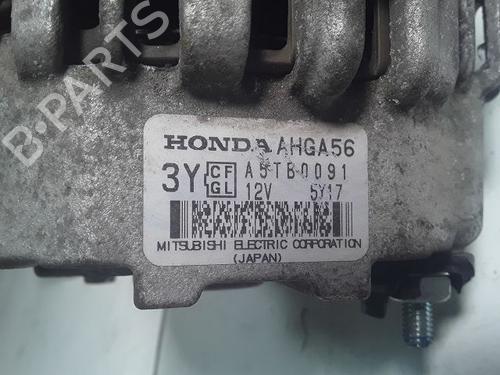 B-PARTS
HONDA AHGA56
3Y CF GL A5TB0091
12V 5Y17
MITSUBISHI ELECTRIC CORPORATION
(JAPAN)